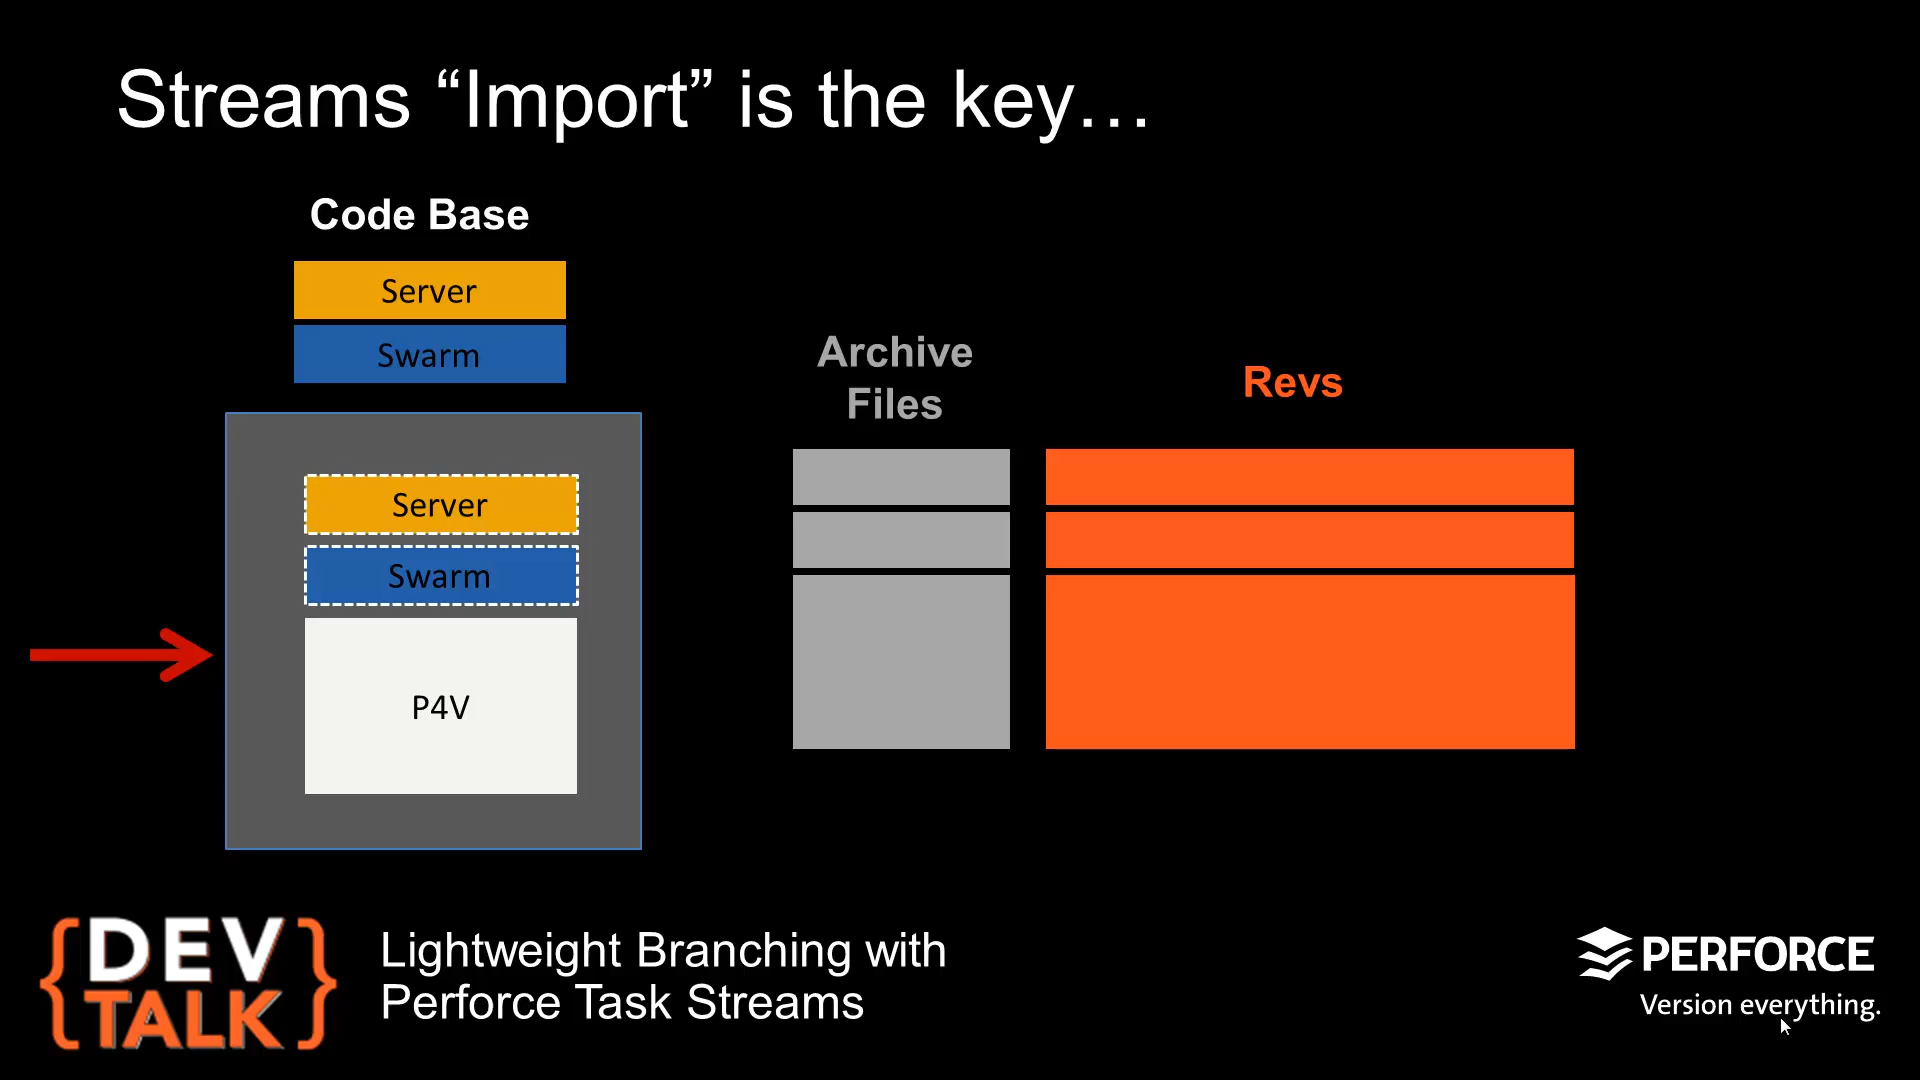 Streams “Import” is the key…
Code Base
Server
Swarm
Archive
Files
Revs
Server
Swarm
P4V
{DEV
TALK}
Lightweight Branching with
Perforce Task Streams
PERFORCE
Version everything.